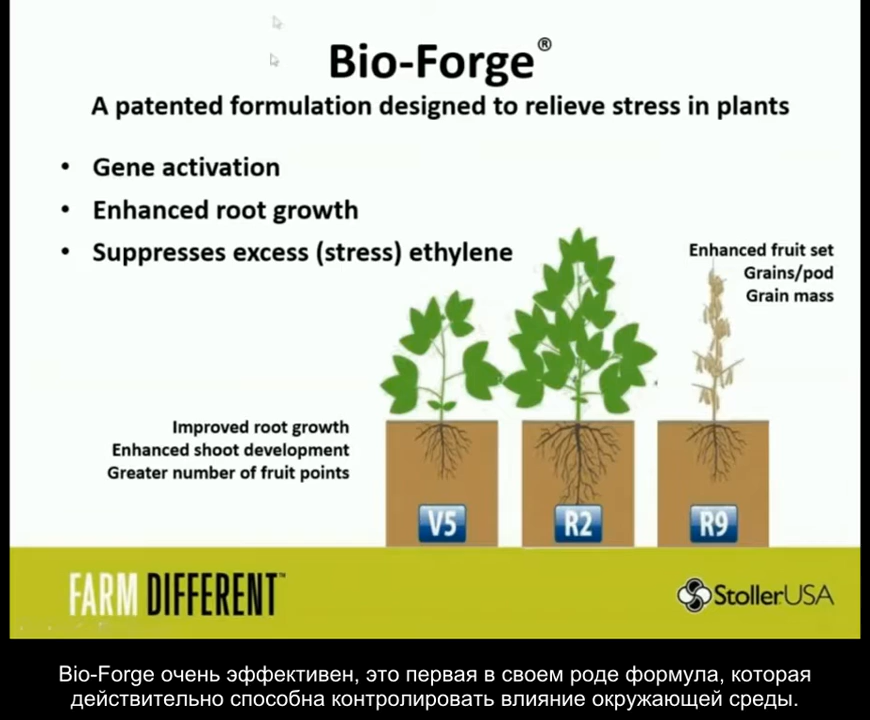 Bio-Forge®
A patented formulation designed to relieve stress in plants
• Gene activation
• Enhanced root growth
• Suppresses excess (stress) ethylene
Enhanced fruit set
Grains/pod
Grain mass
Improved root growth
Enhanced shoot development
Greater number of fruit points
V5
R2
R9
FARM DIFFERENT™
StollerUSA
Bio-Forge очень эффективен, это первая в своем роде формула, которая
действительно способна контролировать влияние окружающей среды.